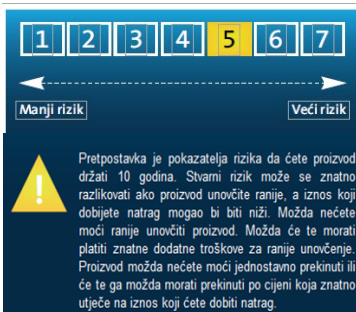 1 2 3 4 5 6 7
Manji rizik Veći rizik
Pretpostavka je pokazatelja rizika da ćete proizvod
držati 10 godina. Stvarni rizik može se znatno
razlikovati ako proizvod unovčite ranije, a iznos koji
dobijete natrag mogao bi biti niži. Možda nećete
moći ranije unovčiti proizvod. Možda će te morati
platiti znatne dodatne troškove za ranije unovčenje.
Proizvod možda nećete moći jednostavno prekinuti ili
će te ga možda morati prekinuti po cijeni koja znatno
utječe na iznos koji ćete dobiti natrag.